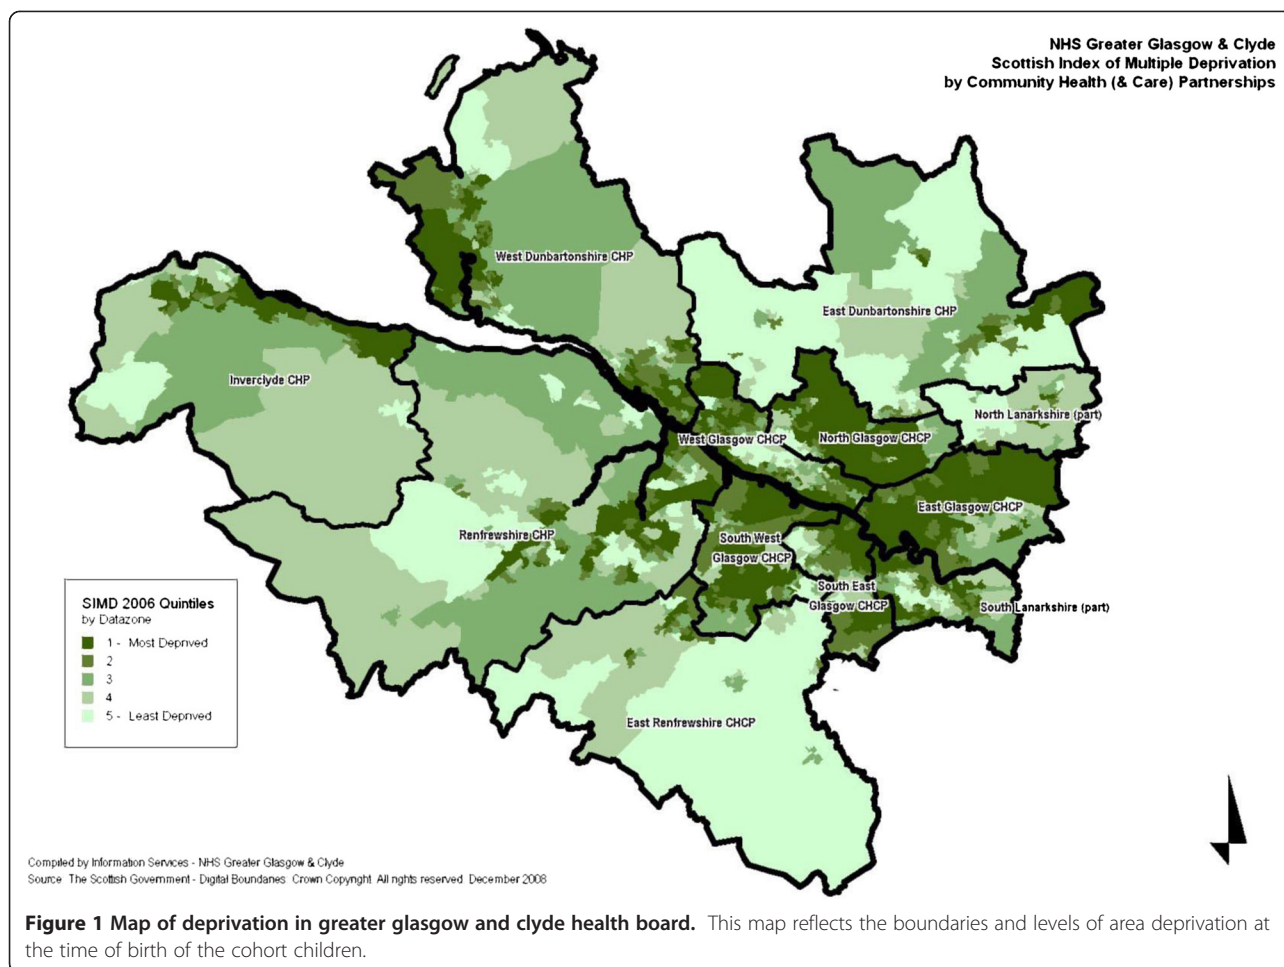 NHS Greater Glasgow & Clyde
Scottish Index of Multiple Deprivation
by Community Health (& Care) Partnerships
West Dunbartonshire CHP
East Dunbartonshire CHP
Inverclyde CHP
North Lanarkshire (part)
West Glasgow CHCP
North Glasgow CHCP
East Glasgow CHCP
Renfrewshire CHP
South West
Glasgow CHCP
South East
Glasgow CHCP
South Lanarkshire (part)
East Renfrewshire CHCP
SIMD 2006 Quintiles
by Datazone
1 - Most Deprived
2
3
4
5 - Least Deprived
Compiled by Information Services - NHS Greater Glasgow & Clyde
Source The Scottish Government - Digital Boundaries Crown Copyright All rights reserved December 2008
Figure 1 Map of deprivation in greater glasgow and clyde health board. This map reflects the boundaries and levels of area deprivation at
the time of birth of the cohort children.